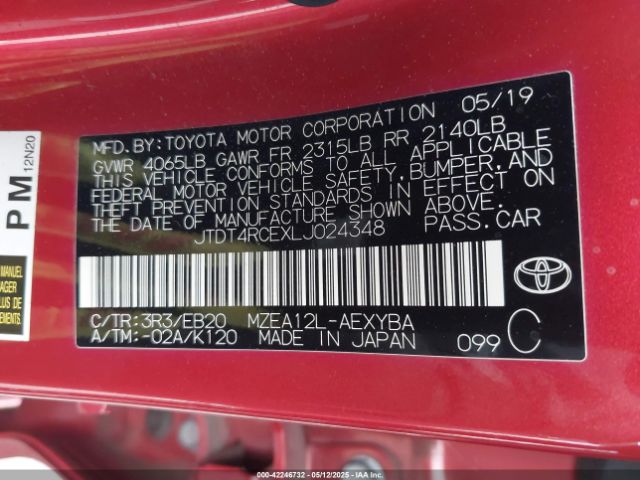 MFD. BY: TOYOTA MOTOR CORPORATION 05/19
GVWR 4065LB GAWR FR 2315LB RR 2140LB
THIS VEHICLE CONFORMS TO ALL APPLICABLE
FEDERAL MOTOR VEHICLE SAFETY, BUMPER, AND
THEFT PREVENTION STANDARDS IN EFFECT ON
THE DATE OF MANUFACTURE SHOWN ABOVE.
JTDT4RCEXLJ024348 PASS. CAR
C/TR: 3R3/EB20 MZEA12L-AEXYBA
A/TM: -02A/K120 MADE IN JAPAN 099 C
PM
12N20
MANUEL
000-42246732 - 05/12/2025 - IAA Inc.